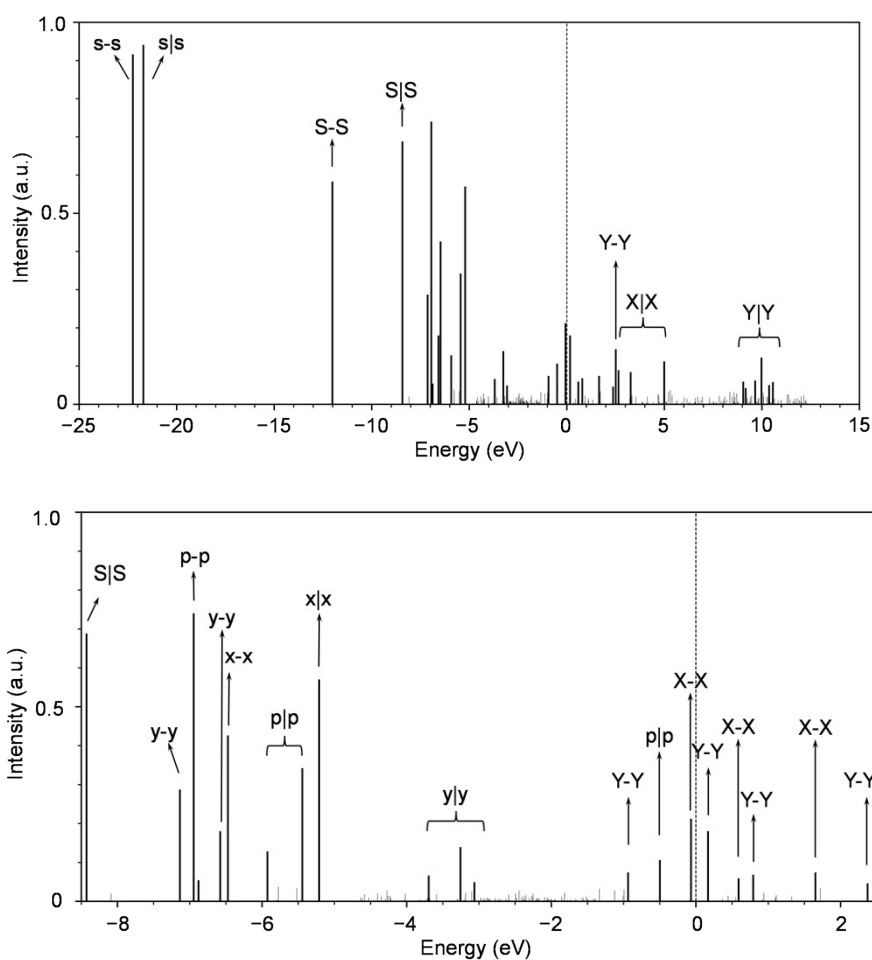 1.0
s-s
s|s
S|S
S-S
0.5
Y-Y
X|X
Y|Y
0
−25
−20
−15
−10
−5
0
5
10
15
Energy (eV)
Intensity (a.u.)
1.0
S|S
p-p
x|x
y-y
x-x
X-X
p|p
y-y
p|p
Y-Y
X-X
X-X
0.5
Y-Y
Y-Y
Y-Y
y|y
0
−8
−6
−4
−2
0
2
Energy (eV)
Intensity (a.u.)